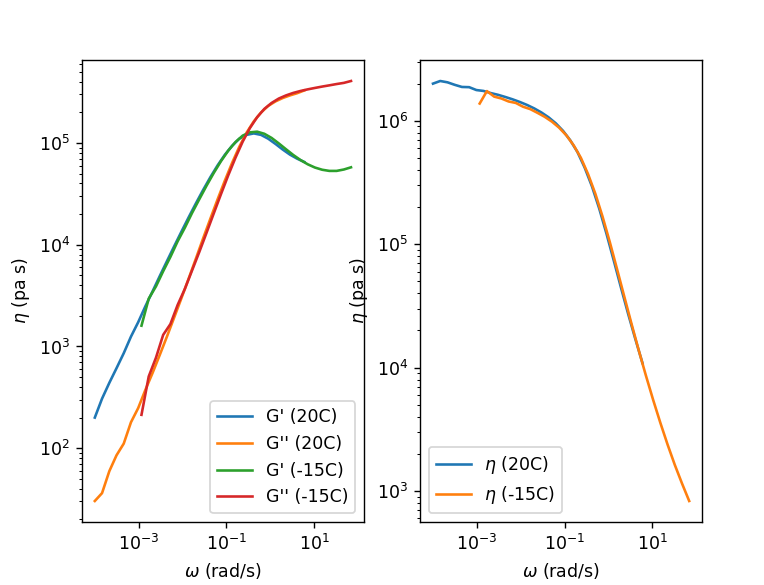 10^5
10^4
10^3
10^2
η (pa s)
10^-3
10^-1
10^1
ω (rad/s)
G' (20C)
G'' (20C)
G' (-15C)
G'' (-15C)
10^6
10^5
10^4
10^3
η (pa s)
10^-3
10^-1
10^1
ω (rad/s)
η (20C)
η (-15C)